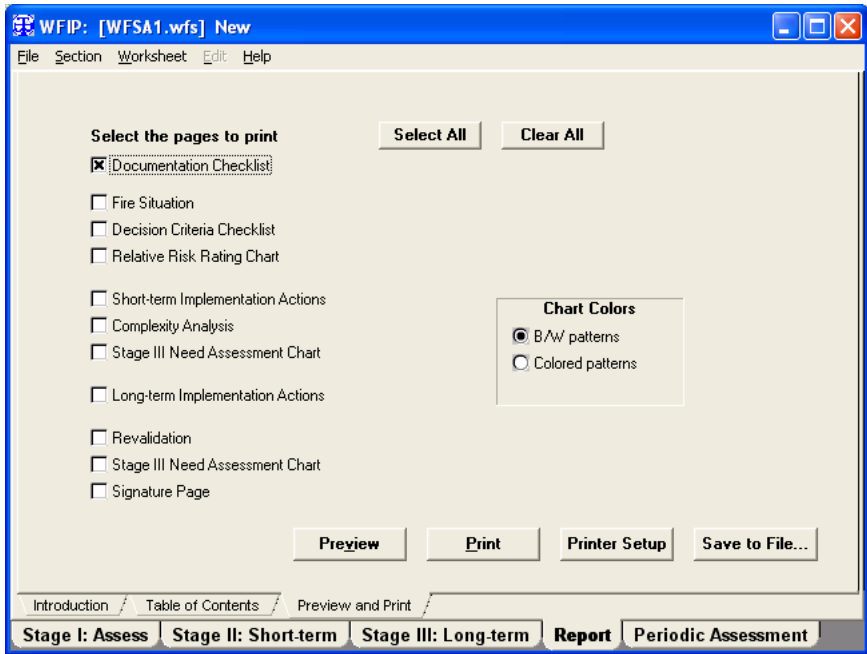 WFIP: [WFSA1.wfs] New
File Section Worksheet Edit Help
Select the pages to print
Select All
Clear All
Documentation Checklist
Fire Situation
Decision Criteria Checklist
Relative Risk Rating Chart
Short-term Implementation Actions
Complexity Analysis
Stage III Need Assessment Chart
Long-term Implementation Actions
Revalidation
Stage III Need Assessment Chart
Signature Page
Chart Colors
B/W patterns
Colored patterns
Preview
Print
Printer Setup
Save to File...
Introduction
Table of Contents
Preview and Print
Stage I: Assess
Stage II: Short-term
Stage III: Long-term
Report
Periodic Assessment